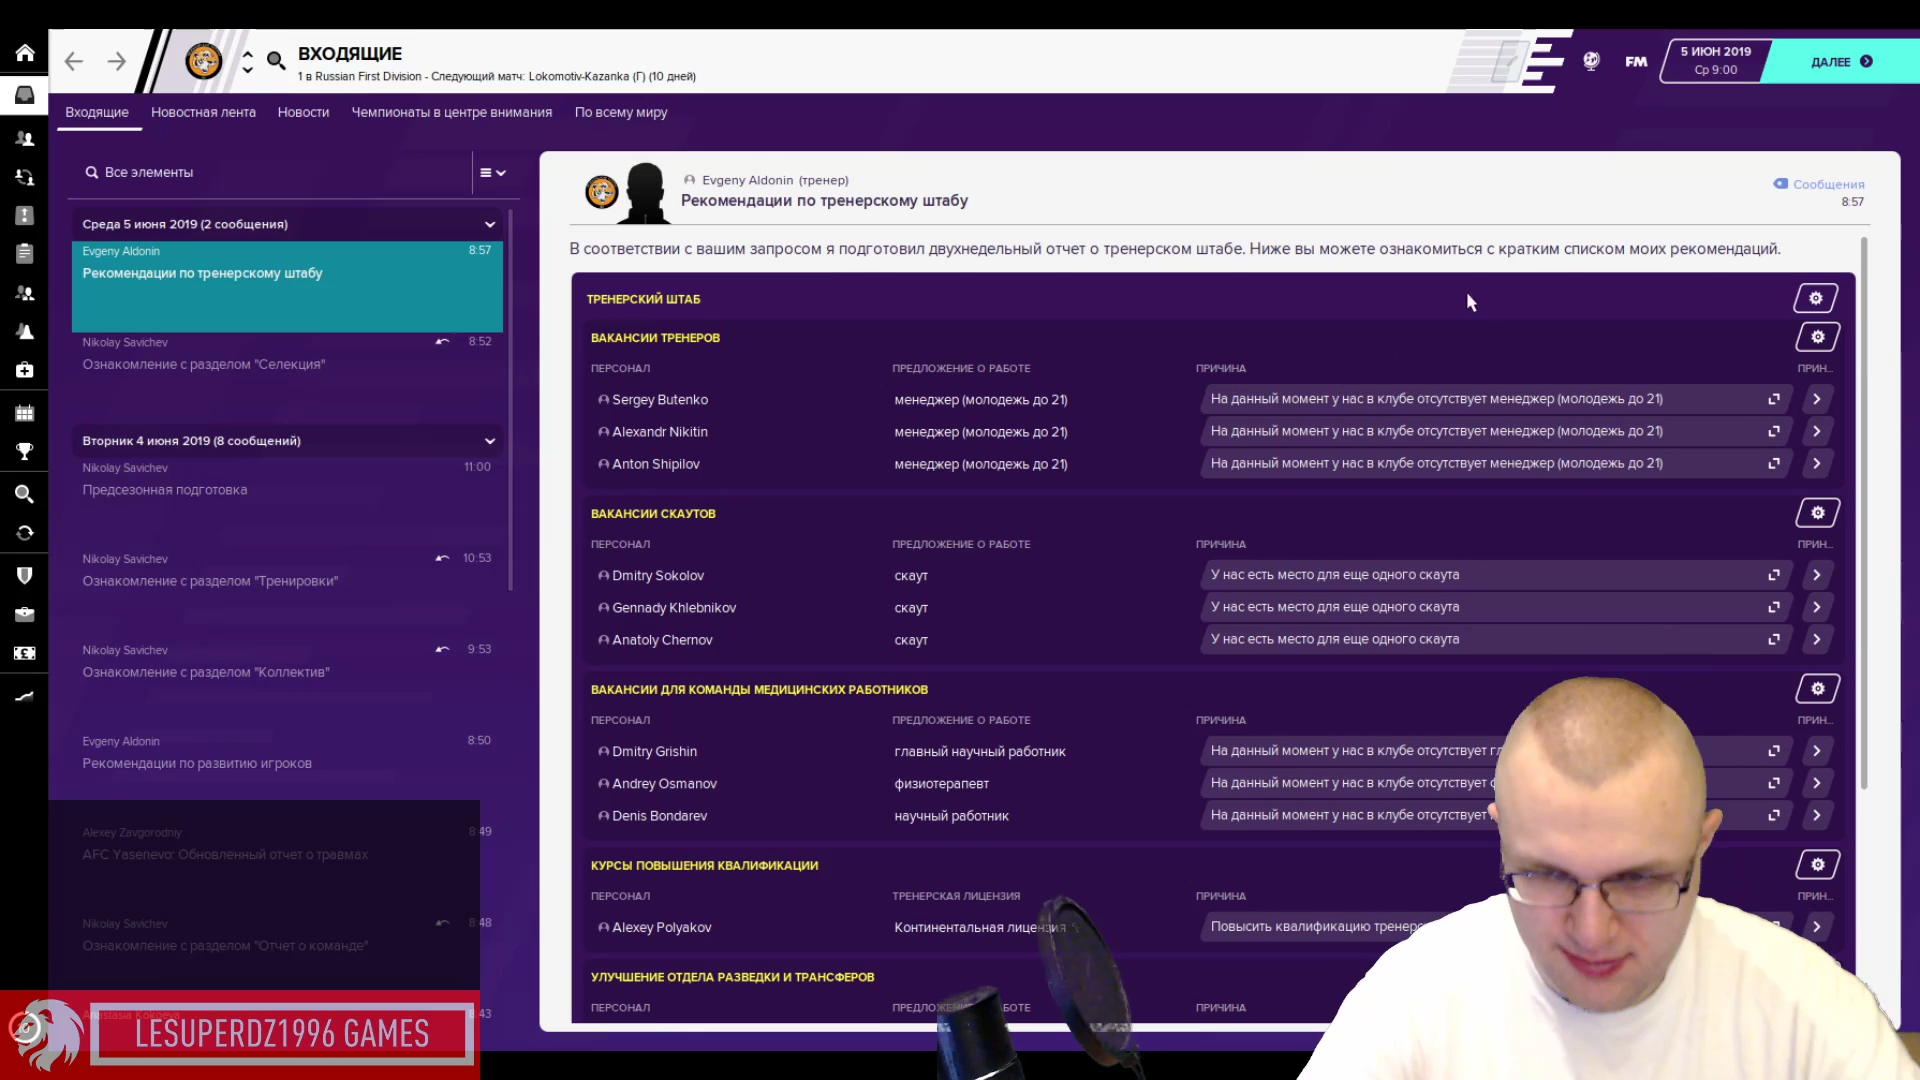 ВХОДЯЩИЕ
1 в Russian First Division - Следующий матч: Lokomotiv-Kazanka (Г) (10 дней)
FM
5 ИЮН 2019
Ср 9:00
ДАЛЕЕ
Входящие
Новостная лента
Новости
Чемпионаты в центре внимания
По всему миру
Все элементы
Среда 5 июня 2019 (2 сообщения)
Evgeny Aldonin 8:57
Рекомендации по тренерскому штабу
Nikolay Savichev 8:52
Ознакомление с разделом "Селекция"
Вторник 4 июня 2019 (8 сообщений)
Nikolay Savichev 11:00
Предсезонная подготовка
Nikolay Savichev 10:53
Ознакомление с разделом "Тренировки"
Nikolay Savichev 9:53
Ознакомление с разделом "Коллектив"
Evgeny Aldonin 8:50
Рекомендации по развитию игроков
Alexey Zavgorodniy 8:49
AFC Yasenevo: Обновленный отчет о травмах
Nikolay Savichev 8:48
Ознакомление с разделом "Отчет о команде"
8:43
LESUPERDZ1996 GAMES
Evgeny Aldonin (тренер)
Рекомендации по тренерскому штабу
Сообщения
8:57
В соответствии с вашим запросом я подготовил двухнедельный отчет о тренерском штабе. Ниже вы можете ознакомиться с кратким списком моих рекомендаций.
ТРЕНЕРСКИЙ ШТАБ
ВАКАНСИИ ТРЕНЕРОВ
ПЕРСОНАЛ ПРЕДЛОЖЕНИЕ О РАБОТЕ ПРИЧИНА ПРИН...
Sergey Butenko менеджер (молодежь до 21) На данный момент у нас в клубе отсутствует менеджер (молодежь до 21)
Alexandr Nikitin менеджер (молодежь до 21) На данный момент у нас в клубе отсутствует менеджер (молодежь до 21)
Anton Shipilov менеджер (молодежь до 21) На данный момент у нас в клубе отсутствует менеджер (молодежь до 21)
ВАКАНСИИ СКАУТОВ
ПЕРСОНАЛ ПРЕДЛОЖЕНИЕ О РАБОТЕ ПРИЧИНА ПРИН...
Dmitry Sokolov скаут У нас есть место для еще одного скаута
Gennady Khlebnikov скаут У нас есть место для еще одного скаута
Anatoly Chernov скаут У нас есть место для еще одного скаута
ВАКАНСИИ ДЛЯ КОМАНДЫ МЕДИЦИНСКИХ РАБОТНИКОВ
ПЕРСОНАЛ ПРЕДЛОЖЕНИЕ О РАБОТЕ ПРИЧИНА ПРИН...
Dmitry Grishin главный научный работник На данный момент у нас в клубе отсутствует
Andrey Osmanov физиотерапевт На данный момент у нас в клубе отсутствует
Denis Bondarev научный работник На данный момент у нас в клубе отсутствует
КУРСЫ ПОВЫШЕНИЯ КВАЛИФИКАЦИИ
ПЕРСОНАЛ ТРЕНЕРСКАЯ ЛИЦЕНЗИЯ ПРИЧИНА ПРИН...
Alexey Polyakov Континентальная лицензия Повысить квалификацию
УЛУЧШЕНИЕ ОТДЕЛА РАЗВЕДКИ И ТРАНСФЕРОВ
ПЕРСОНАЛ ПРИЧИНА